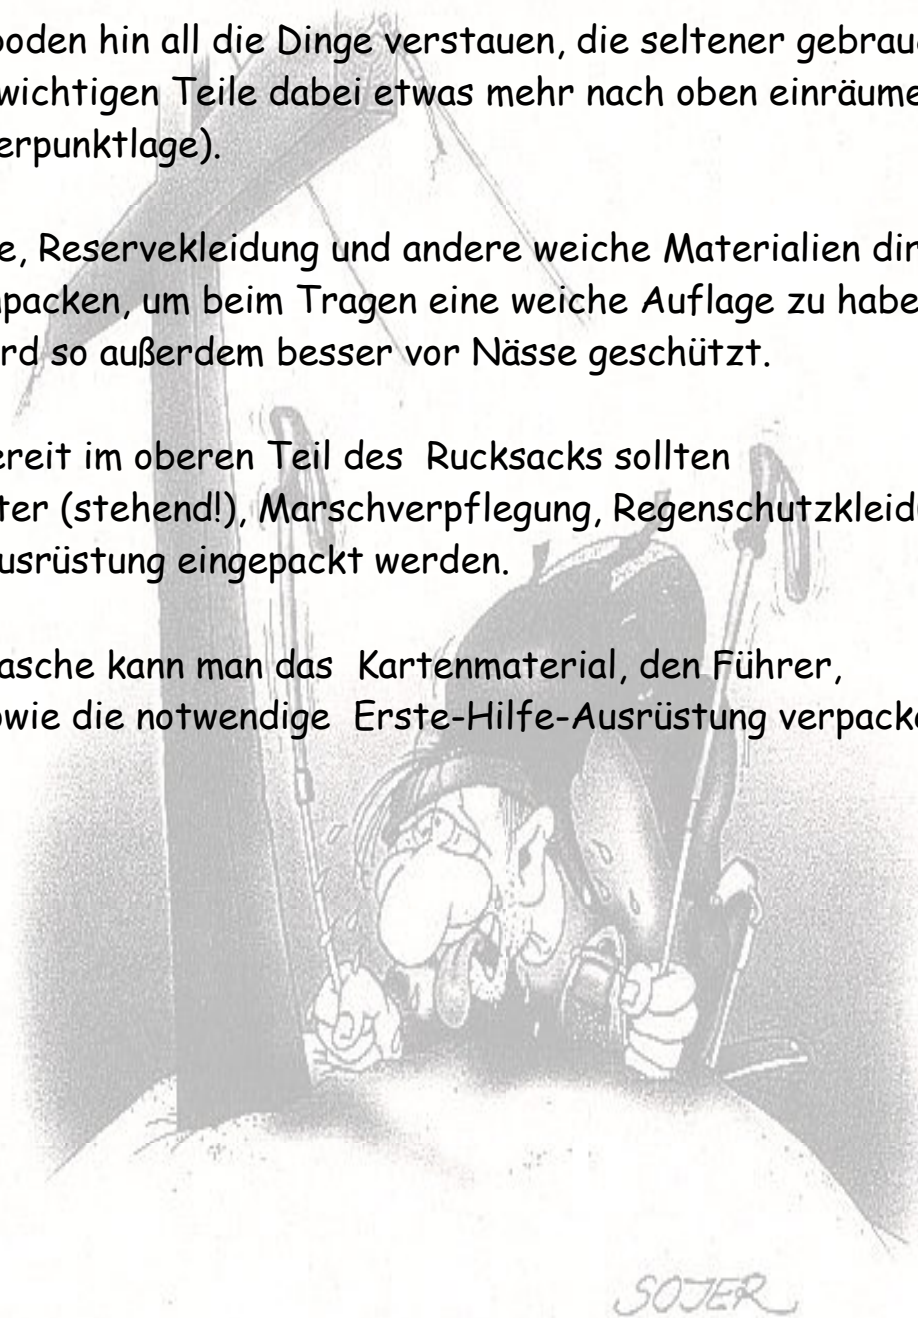 boden hin all die Dinge verstauen, die seltener gebrauc
wichtigen Teile dabei etwas mehr nach oben einräume
erpunktlage).
e, Reservekleidung und andere weiche Materialien dir
npacken, um beim Tragen eine weiche Auflage zu habe
rd so außerdem besser vor Nässe geschützt.
ereit im oberen Teil des Rucksacks sollten
ter (stehend!), Marschverpflegung, Regenschutzkleid
usrüstung eingepackt werden.
asche kann man das Kartenmaterial, den Führer,
owie die notwendige Erste-Hilfe-Ausrüstung verpack
SOJER